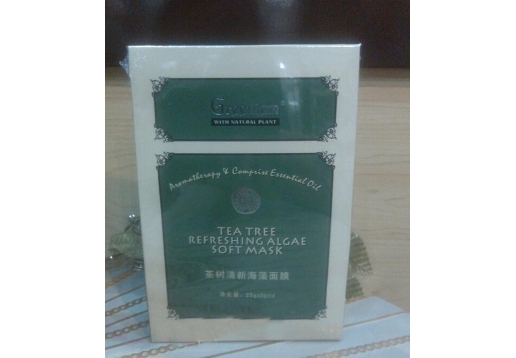 WITH NATURAL PLANT
Aromatherapy & Comprise Essential Oil
TEA TREE
REFRESHING ALGAE
SOFT MASK
茶树清新海藻面膜